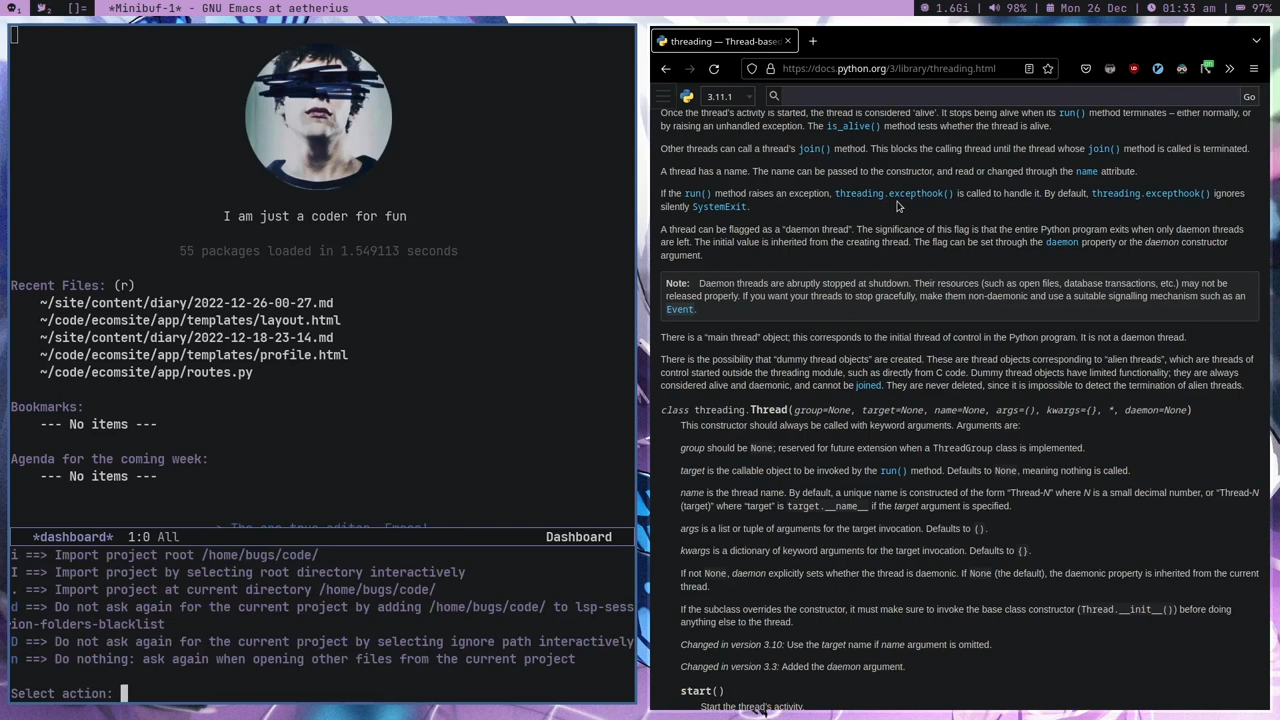 *Minibuf-1* - GNU Emacs at aetherius
1.6Gi 98% Mon 26 Dec 01:33 am 97%
I am just a coder for fun
55 packages loaded in 1.549113 seconds
Recent Files: (r)
~/site/content/diary/2022-12-26-00-27.md
~/code/ecomsite/app/templates/layout.html
~/site/content/diary/2022-12-18-23-14.md
~/code/ecomsite/app/templates/profile.html
~/code/ecomsite/app/routes.py
Bookmarks:
--- No items ---
Agenda for the coming week:
--- No items ---
*dashboard* 1:0 All Dashboard
i ==> Import project root /home/bugs/code/
I ==> Import project by selecting root directory interactively
. ==> Import project at current directory /home/bugs/code/
d ==> Do not ask again for the current project by adding /home/bugs/code/ to lsp-sess
ion-folders-blacklist
D ==> Do not ask again for the current project by selecting ignore path interactively
n ==> Do nothing: ask again when opening other files from the current project
Select action:
threading — Thread-based
https://docs.python.org/3/library/threading.html
3.11.1 Go
Once the thread's activity is started, the thread is considered 'alive'. It stops being alive when its run() method terminates – either normally, or
by raising an unhandled exception. The is_alive() method tests whether the thread is alive.
Other threads can call a thread's join() method. This blocks the calling thread until the thread whose join() method is called is terminated.
A thread has a name. The name can be passed to the constructor, and read or changed through the name attribute.
If the run() method raises an exception, threading.excepthook() is called to handle it. By default, threading.excepthook() ignores
silently SystemExit.
A thread can be flagged as a “daemon thread”. The significance of this flag is that the entire Python program exits when only daemon threads
are left. The initial value is inherited from the creating thread. The flag can be set through the daemon property or the daemon constructor
argument.
Note: Daemon threads are abruptly stopped at shutdown. Their resources (such as open files, database transactions, etc.) may not be
released properly. If you want your threads to stop gracefully, make them non-daemonic and use a suitable signalling mechanism such as an
Event.
There is a “main thread” object; this corresponds to the initial thread of control in the Python program. It is not a daemon thread.
There is the possibility that “dummy thread objects” are created. These are thread objects corresponding to “alien threads”, which are threads of
control started outside the threading module, such as directly from C code. Dummy thread objects have limited functionality; they are always
considered alive and daemonic, and cannot be joined. They are never deleted, since it is impossible to detect the termination of alien threads.
class threading.Thread(group=None, target=None, name=None, args=(), kwargs={}, *, daemon=None)
This constructor should always be called with keyword arguments. Arguments are:
group should be None; reserved for future extension when a ThreadGroup class is implemented.
target is the callable object to be invoked by the run() method. Defaults to None, meaning nothing is called.
name is the thread name. By default, a unique name is constructed of the form “Thread-N” where N is a small decimal number, or “Thread-N
(target)” where “target” is target.__name__ if the target argument is specified.
args is a list or tuple of arguments for the target invocation. Defaults to ().
kwargs is a dictionary of keyword arguments for the target invocation. Defaults to {}.
If not None, daemon explicitly sets whether the thread is daemonic. If None (the default), the daemonic property is inherited from the current
thread.
If the subclass overrides the constructor, it must make sure to invoke the base class constructor (Thread.__init__()) before doing
anything else to the thread.
Changed in version 3.10: Use the target name if name argument is omitted.
Changed in version 3.3: Added the daemon argument.
start()
Start the thread's activity.